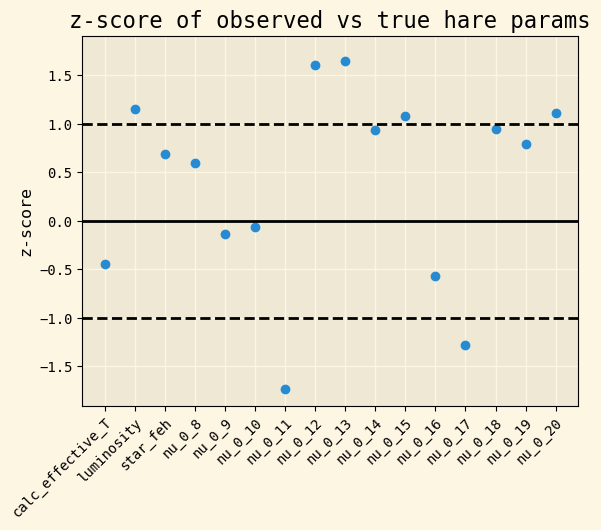 z-score of observed vs true hare params
z-score
1.5
1.0
0.5
0.0
−0.5
−1.0
−1.5
calc_effective_T
luminosity
star_feh
nu_0_8
nu_0_9
nu_0_10
nu_0_11
nu_0_12
nu_0_13
nu_0_14
nu_0_15
nu_0_16
nu_0_17
nu_0_18
nu_0_19
nu_0_20